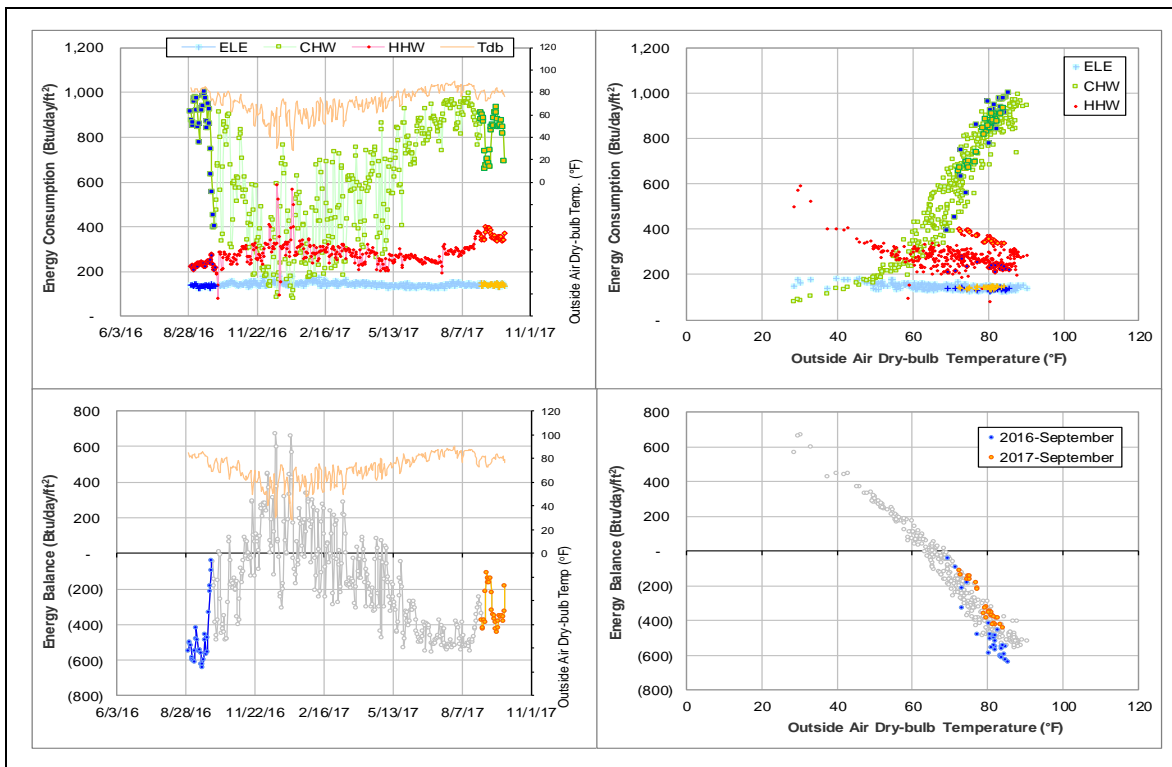 ELE CHW HHW Tdb
Energy Consumption (Btu/day/ft²)
1,200
1,000
800
600
400
200
-
120
100
80
60
40
20
0
Outside Air Dry-bulb Temp. (°F)
6/3/16 8/28/16 11/22/16 2/16/17 5/13/17 8/7/17 11/1/17
ELE
CHW
HHW
Energy Consumption (Btu/day/ft²)
1,200
1,000
800
600
400
200
-
0 20 40 60 80 100 120
Outside Air Dry-bulb Temperature (°F)
Energy Balance (Btu/day/ft²)
800
600
400
200
-
(200)
(400)
(600)
(800)
120
100
80
60
40
20
0
Outside Air Dry-bulb Temp (°F)
6/3/16 8/28/16 11/22/16 2/16/17 5/13/17 8/7/17 11/1/17
2016-September
2017-September
Energy Balance (Btu/day/ft²)
800
600
400
200
-
(200)
(400)
(600)
(800)
0 20 40 60 80 100 120
Outside Air Dry-bulb Temperature (°F)